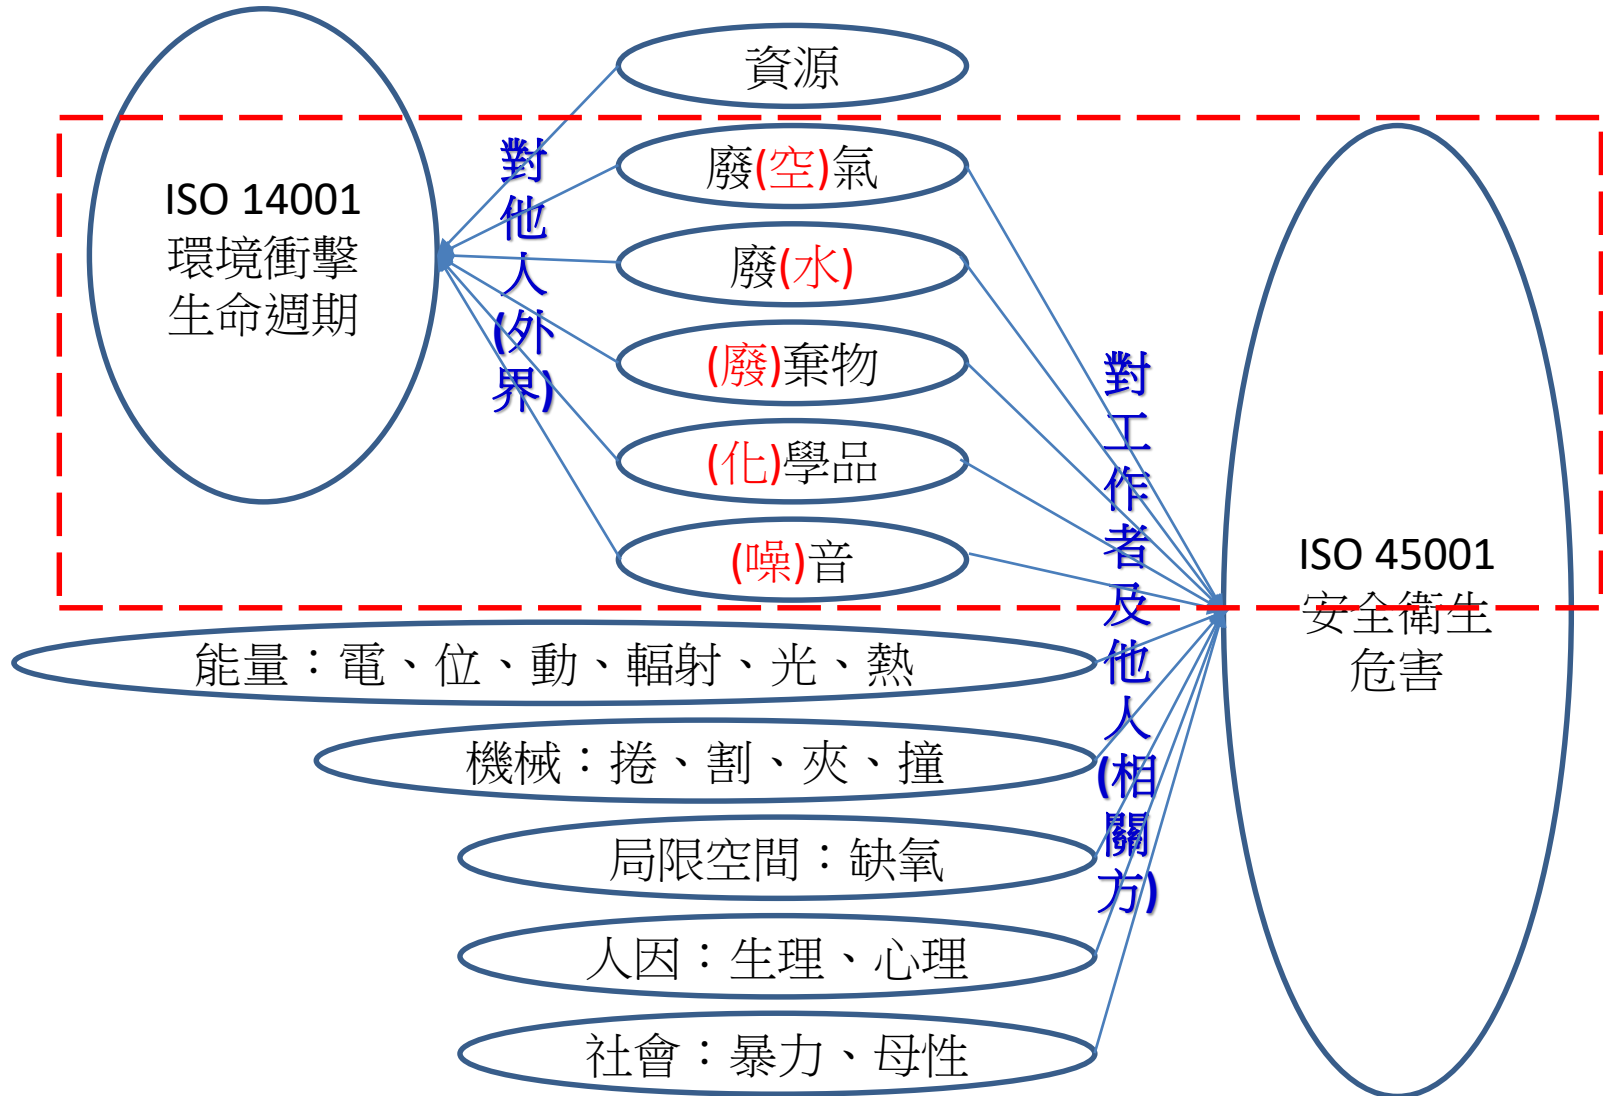 ISO 14001
環境衝擊
生命週期
對他人(外界)
資源
廢(空)氣
廢(水)
(廢)棄物
(化)學品
(噪)音
能量：電、位、動、輻射、光、熱
機械：捲、割、夾、撞
局限空間：缺氧
人因：生理、心理
社會：暴力、母性
對工作者及他人(相關方)
ISO 45001
安全衛生
危害